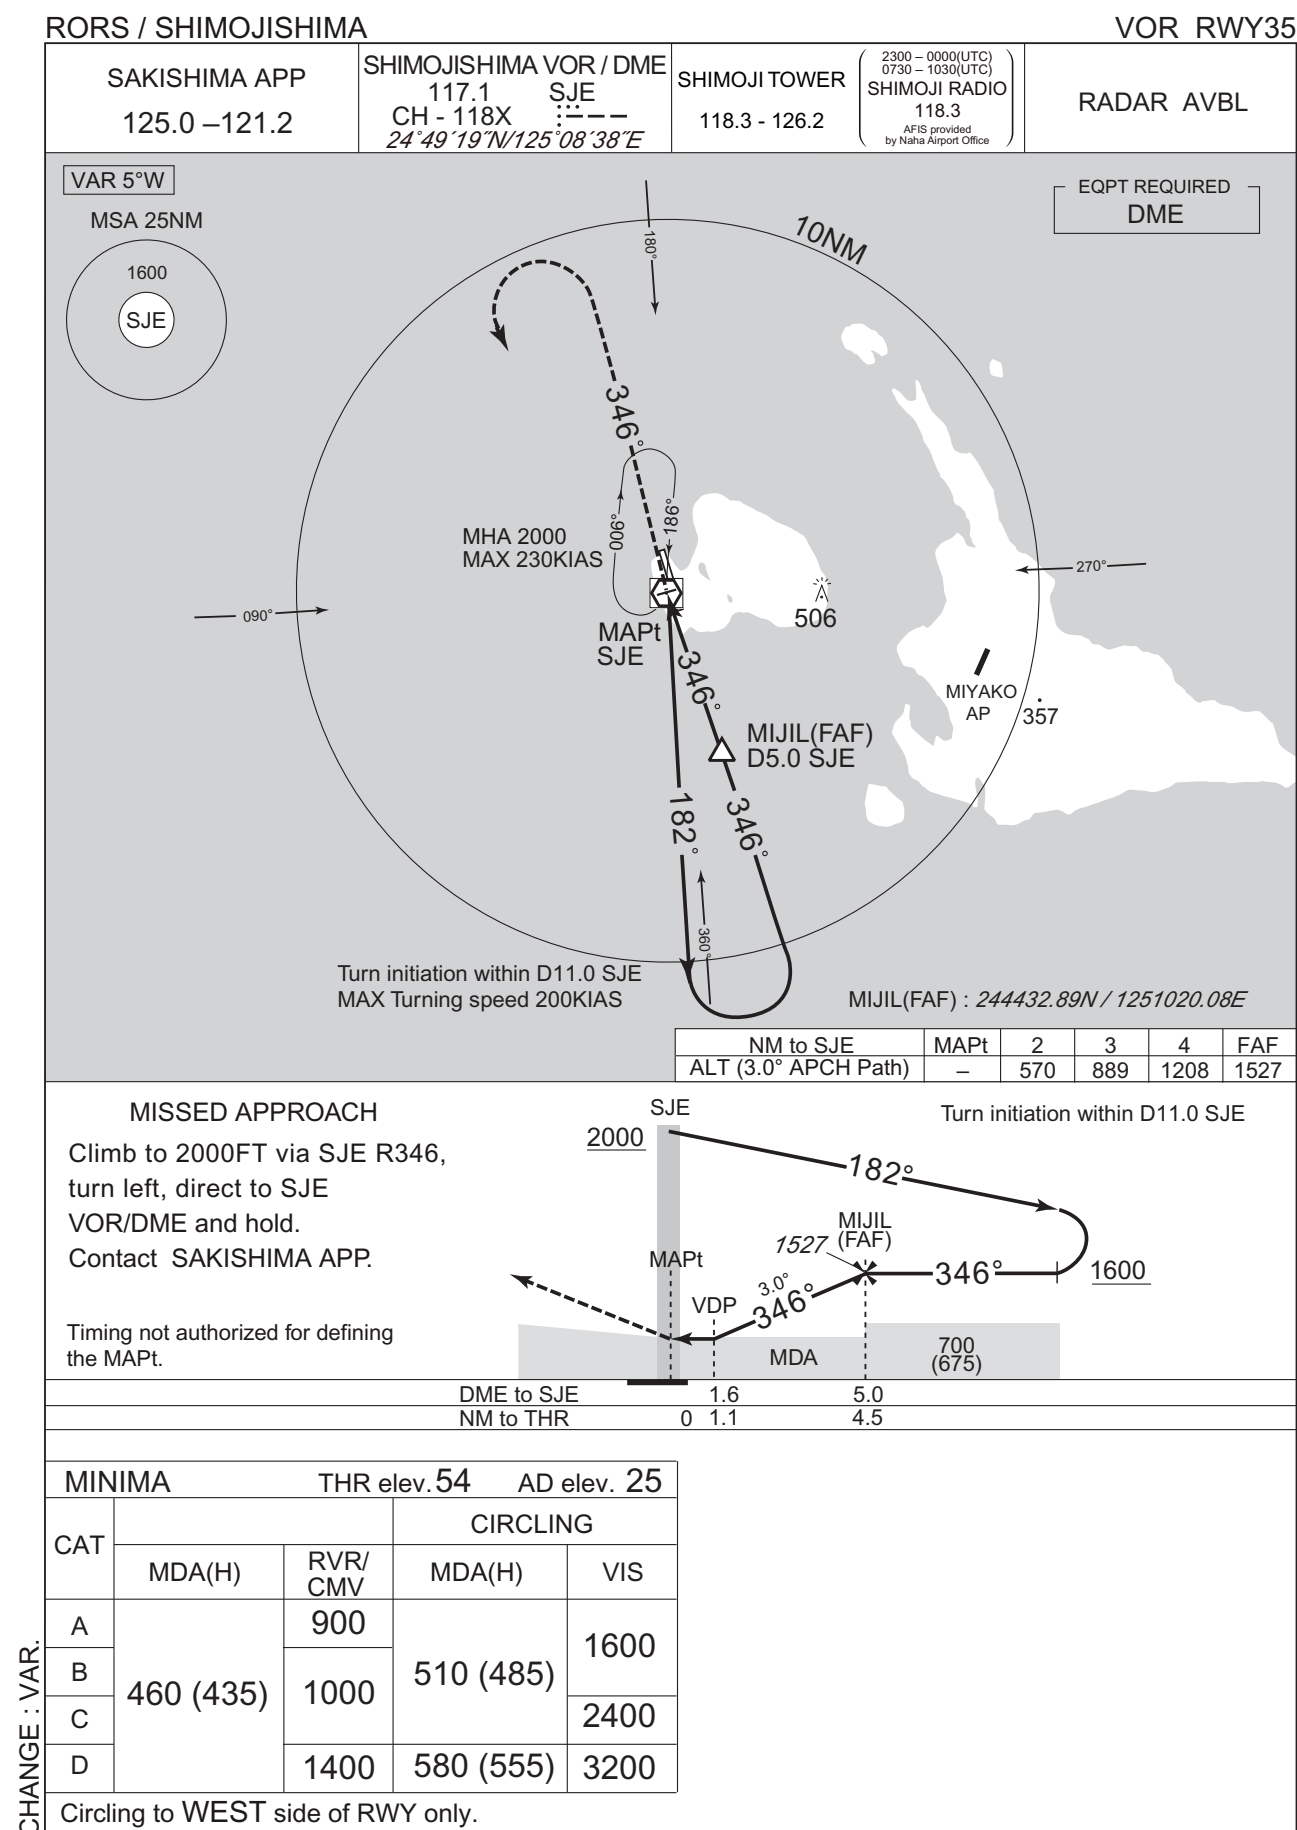 RORS / SHIMOJISHIMA
VOR RWY35
SAKISHIMA APP
125.0 –121.2
SHIMOJISHIMA VOR / DME
117.1 SJE
CH - 118X
24°49´19˝N/125°08´38˝E
SHIMOJI TOWER
118.3 - 126.2
2300 – 0000(UTC)
0730 – 1030(UTC)
SHIMOJI RADIO
118.3
AFIS provided
by Naha Airport Office
RADAR AVBL
VAR 5°W
MSA 25NM
1600
SJE
EQPT REQUIRED
DME
10NM
180°
346°
MHA 2000
MAX 230KIAS
006°
186°
270°
090°
506
MAPt
SJE
346°
MIYAKO
AP
357
MIJIL(FAF)
D5.0 SJE
182°
346°
360°
Turn initiation within D11.0 SJE
MAX Turning speed 200KIAS
MIJIL(FAF) : 244432.89N / 1251020.08E
NM to SJE MAPt 2 3 4 FAF
ALT (3.0° APCH Path) – 570 889 1208 1527
MISSED APPROACH
Climb to 2000FT via SJE R346,
turn left, direct to SJE
VOR/DME and hold.
Contact SAKISHIMA APP.
Timing not authorized for defining
the MAPt.
SJE
Turn initiation within D11.0 SJE
2000
182°
MIJIL
(FAF)
1527
MAPt
3.0°
346°
346°
1600
VDP
MDA
700
(675)
DME to SJE 1.6 5.0
NM to THR 0 1.1 4.5
MINIMA THR elev. 54 AD elev. 25
CAT
CIRCLING
MDA(H)
RVR/
CMV
MDA(H)
VIS
A
900
B
1600
460 (435)
1000
510 (485)
C
2400
D
1400
580 (555)
3200
Circling to WEST side of RWY only.
CHANGE : VAR.